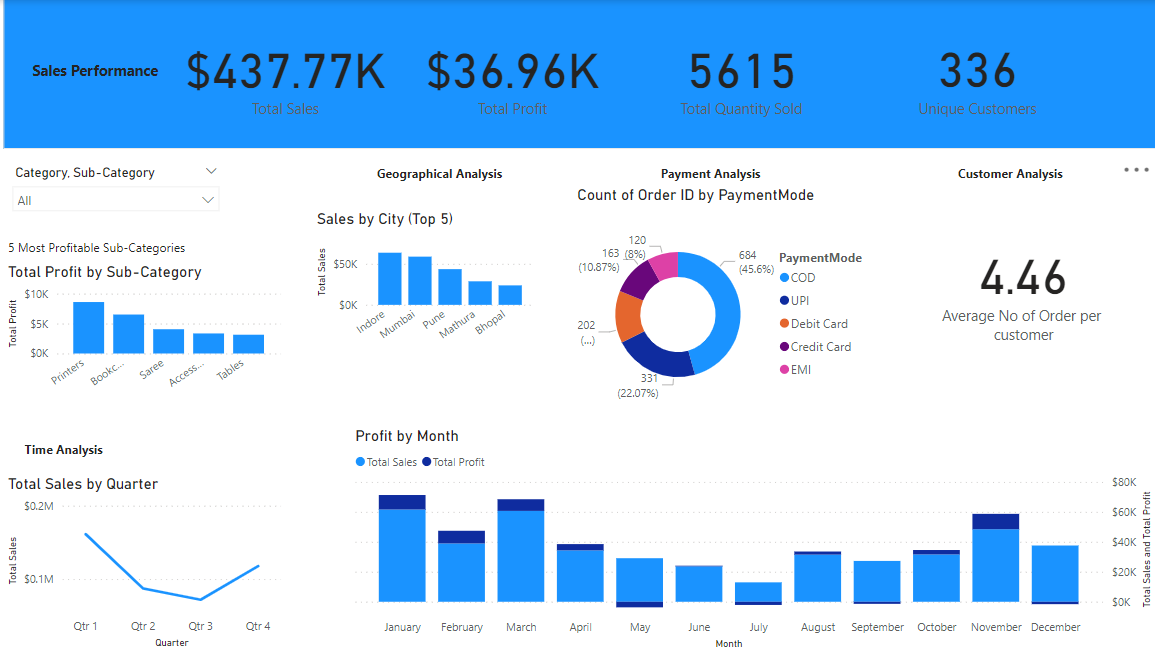 Sales Performance
$437.77K
Total Sales
$36.96K
Total Profit
5615
Total Quantity Sold
336
Unique Customers
Category, Sub-Category
All
5 Most Profitable Sub-Categories
Total Profit by Sub-Category
Total Profit
$10K
$5K
$0K
Printers
Bookc...
Saree
Access...
Tables
Geographical Analysis
Sales by City (Top 5)
Total Sales
$50K
$0K
Indore
Mumbai
Pune
Mathura
Bhopal
Payment Analysis
Count of Order ID by PaymentMode
120
(8%)
163
(10.87%)
202
(...)
331
(22.07%)
684
(45.6%)
PaymentMode
COD
UPI
Debit Card
Credit Card
EMI
Customer Analysis
4.46
Average No of Order per
customer
Time Analysis
Total Sales by Quarter
Total Sales
$0.2M
$0.1M
Qtr 1
Qtr 2
Qtr 3
Qtr 4
Quarter
Profit by Month
Total Sales
Total Profit
$80K
$60K
$40K
$20K
$0K
Total Sales and Total Profit
January
February
March
April
May
June
July
August
September
October
November
December
Month